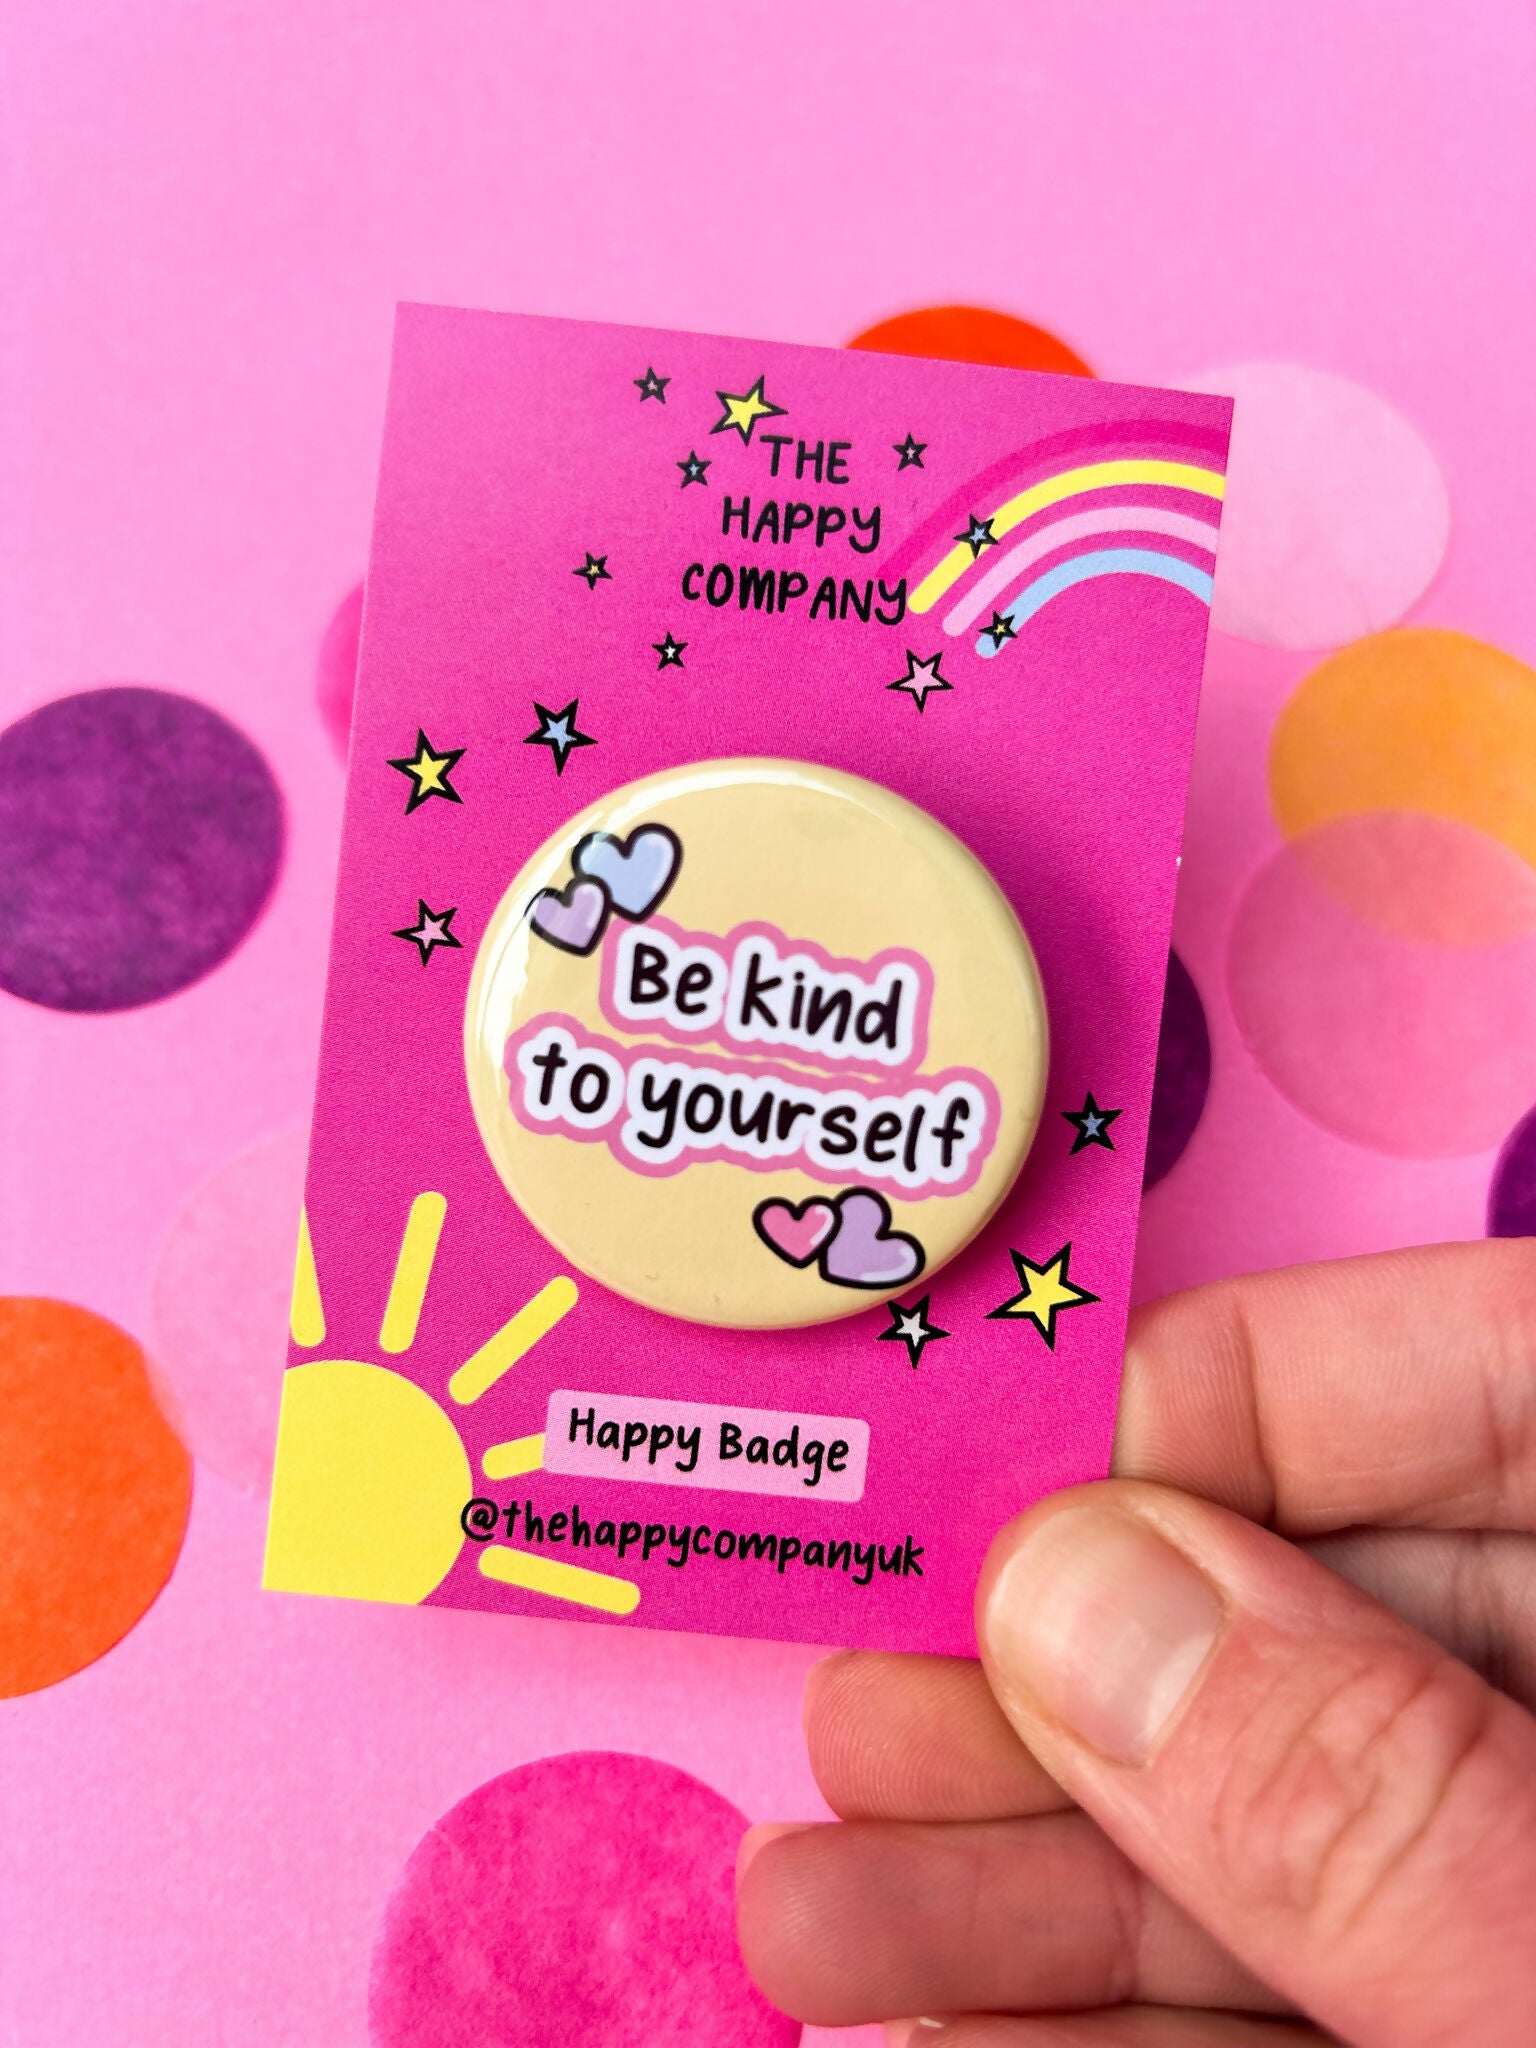 THE
HAPPY
COMPANY
Be kind
to yourself
Happy Badge
@thehappycompanyuk